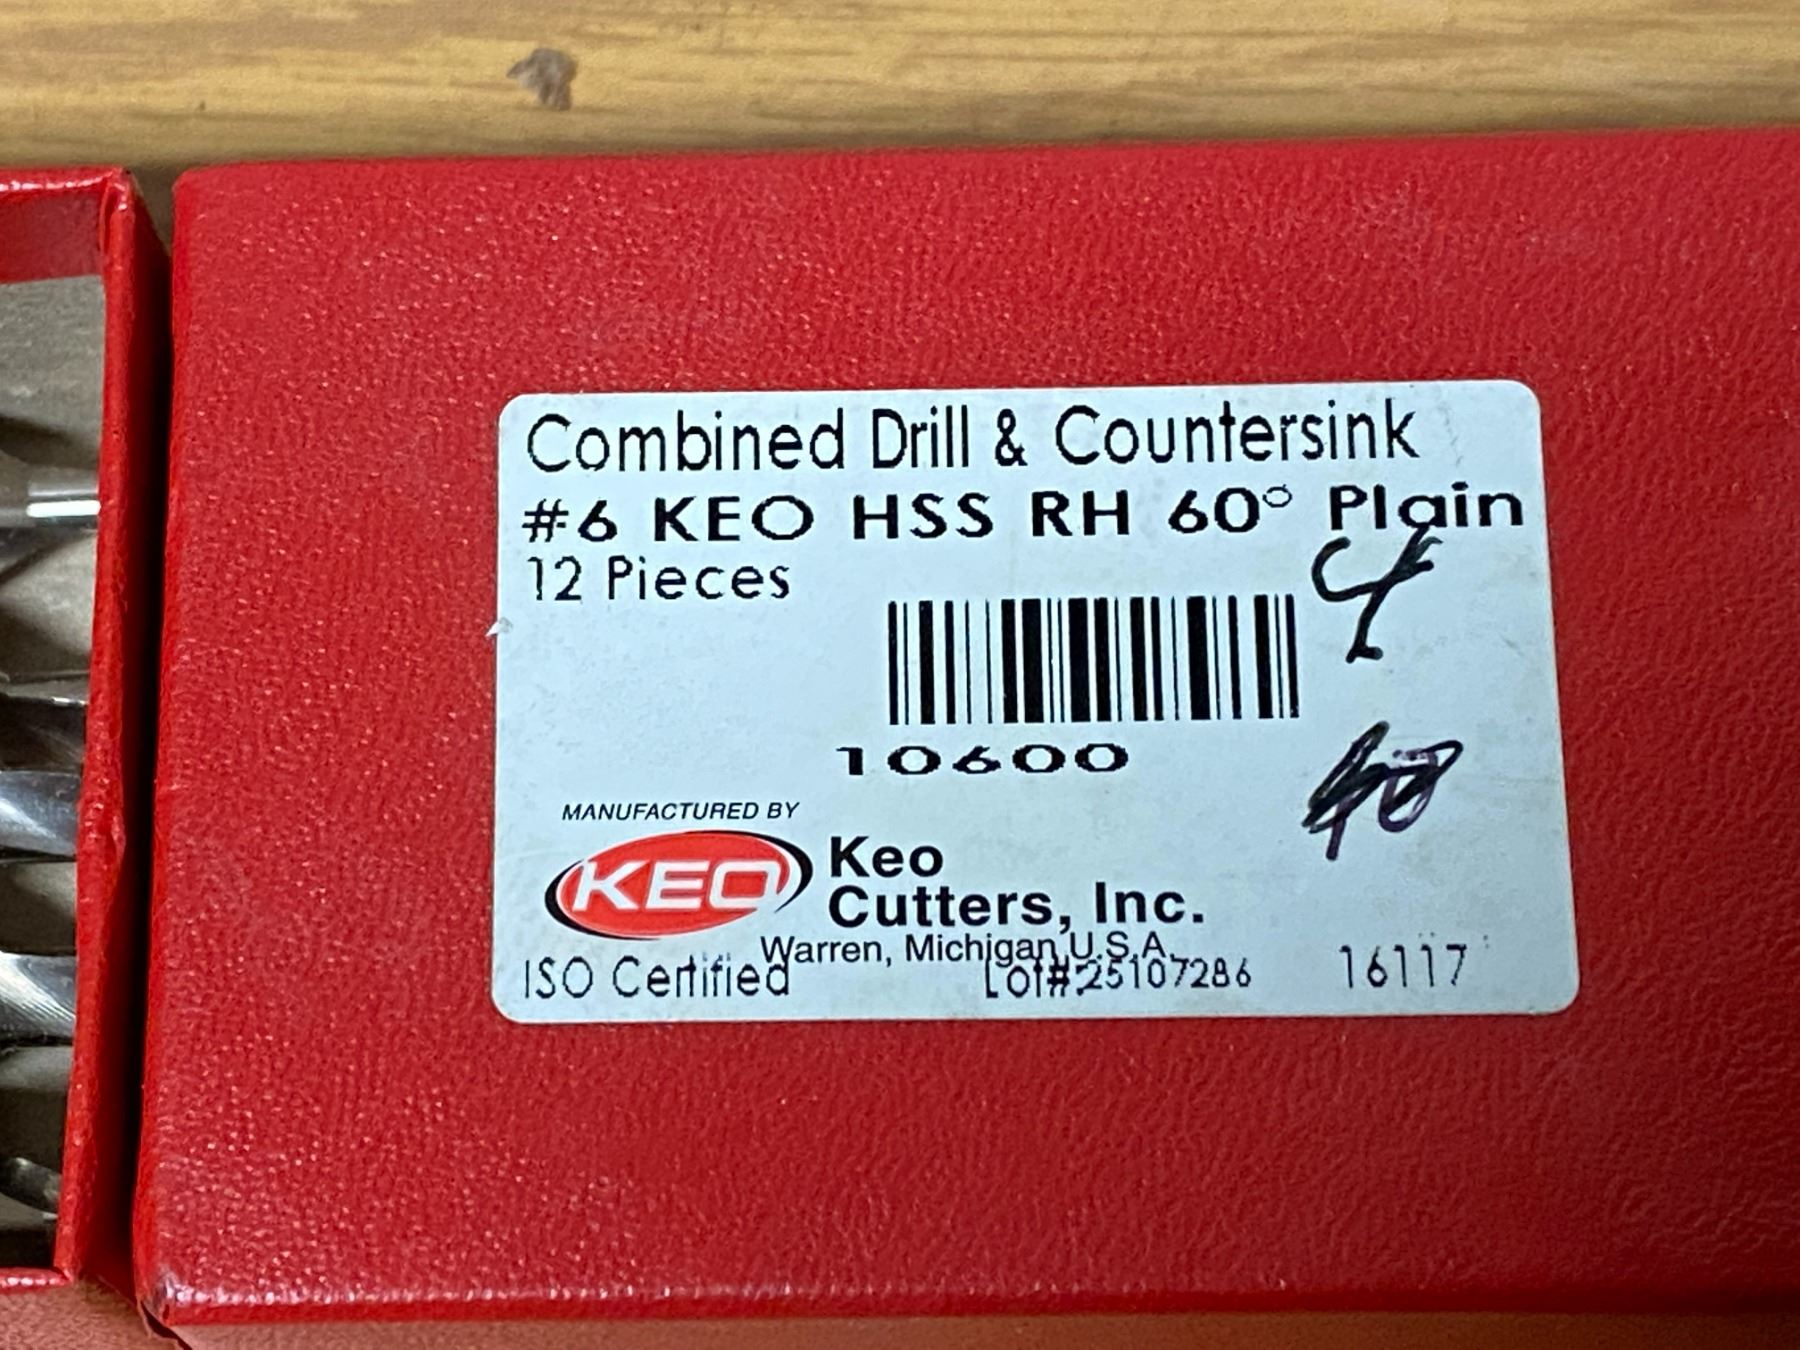 Combined Drill & Countersink
#6 KEO HSS RH 60° Plain
12 Pieces
4
10600
MANUFACTURED BY
KEO
Keo
Cutters, Inc.
Warren, Michigan, U.S.A.
ISO Certified Lot#:25107286 16117